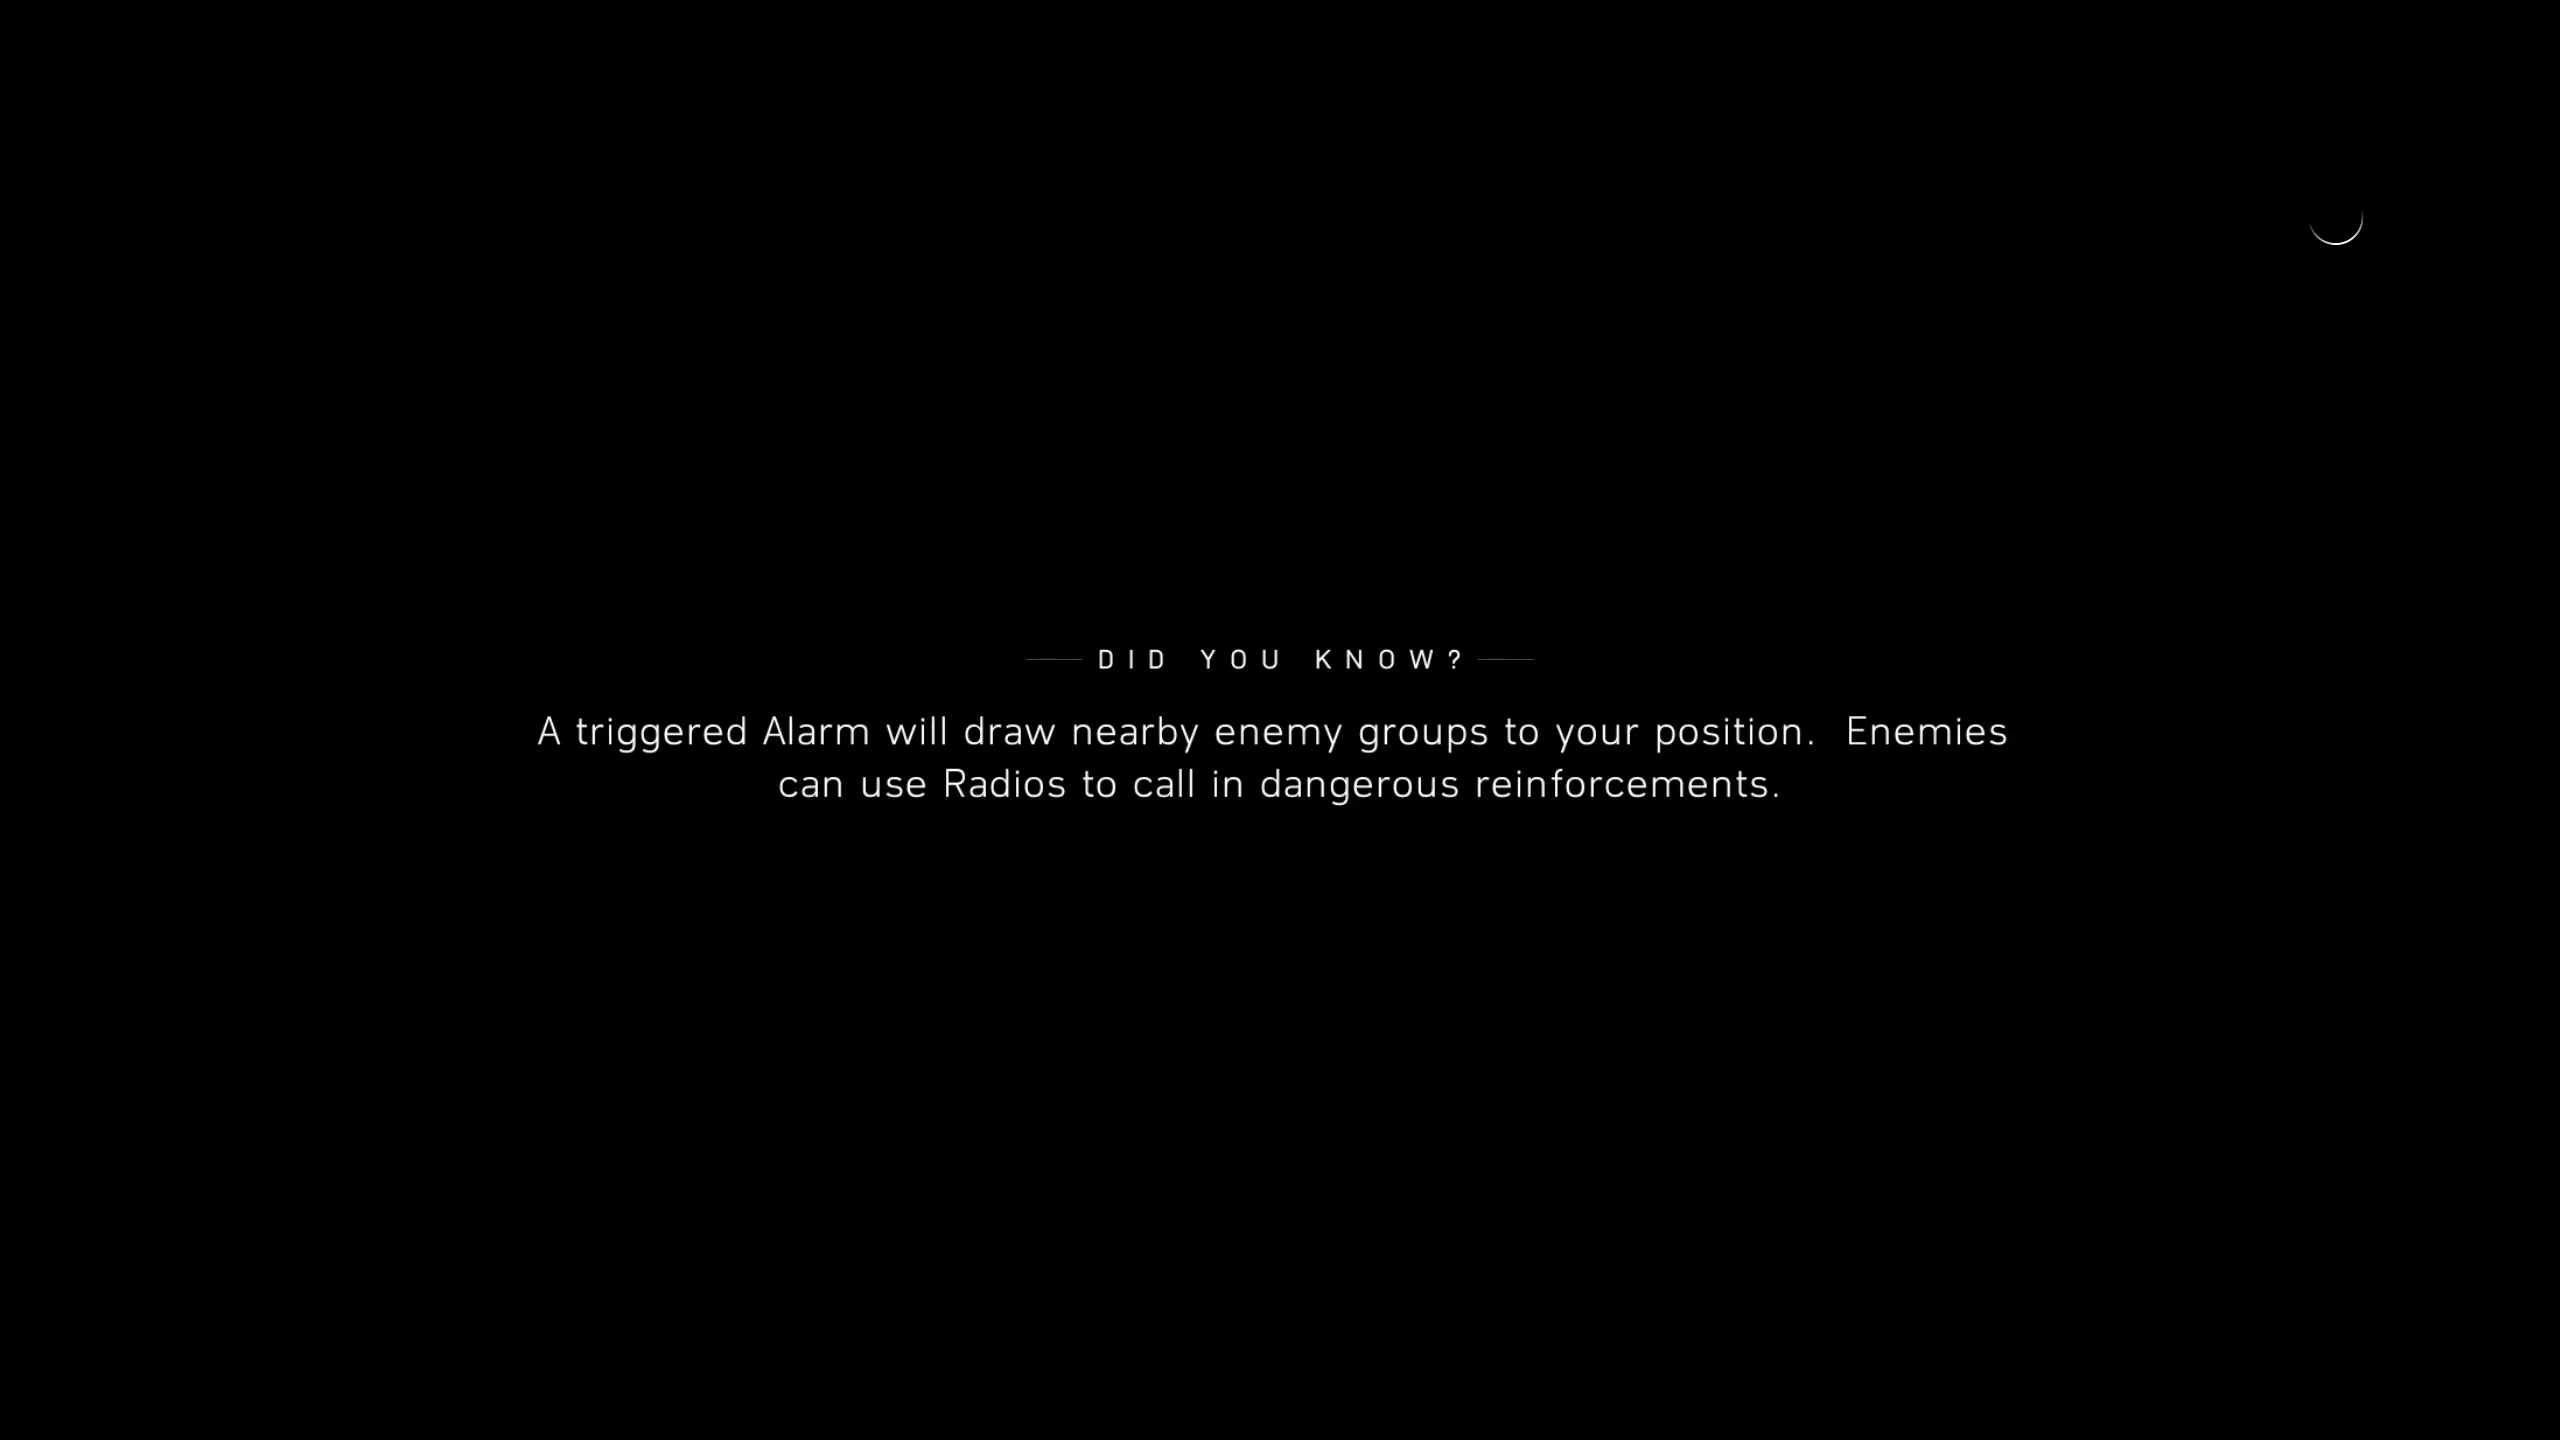 DID YOU KNOW?
A triggered Alarm will draw nearby enemy groups to your position.  Enemies
can use Radios to call in dangerous reinforcements.